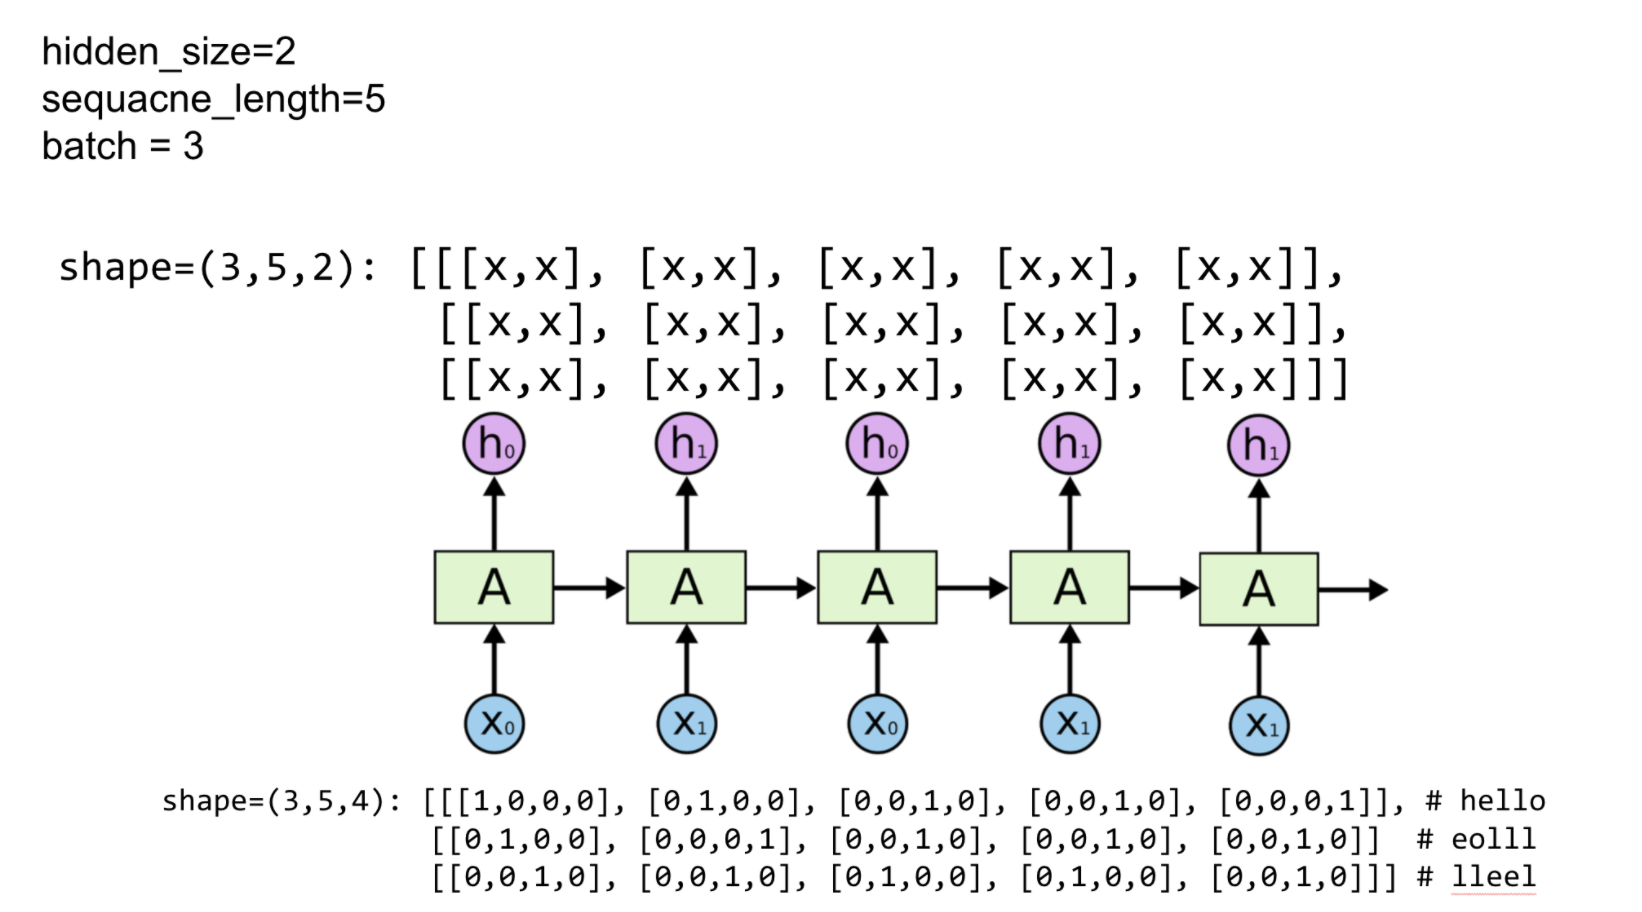 hidden_size=2
sequacne_length=5
batch = 3
shape=(3,5,2): [[[x,x], [x,x], [x,x], [x,x], [x,x]],
[[x,x], [x,x], [x,x], [x,x], [x,x]],
[[x,x], [x,x], [x,x], [x,x], [x,x]]]
h₀ h₁ h₀ h₁ h₁
A A A A A
x₀ x₁ x₀ x₁ x₁
shape=(3,5,4): [[[1,0,0,0], [0,1,0,0], [0,0,1,0], [0,0,1,0], [0,0,0,1]], # hello
[[0,1,0,0], [0,0,0,1], [0,0,1,0], [0,0,1,0], [0,0,1,0]] # eolll
[[0,0,1,0], [0,0,1,0], [0,1,0,0], [0,1,0,0], [0,0,1,0]]] # lleel